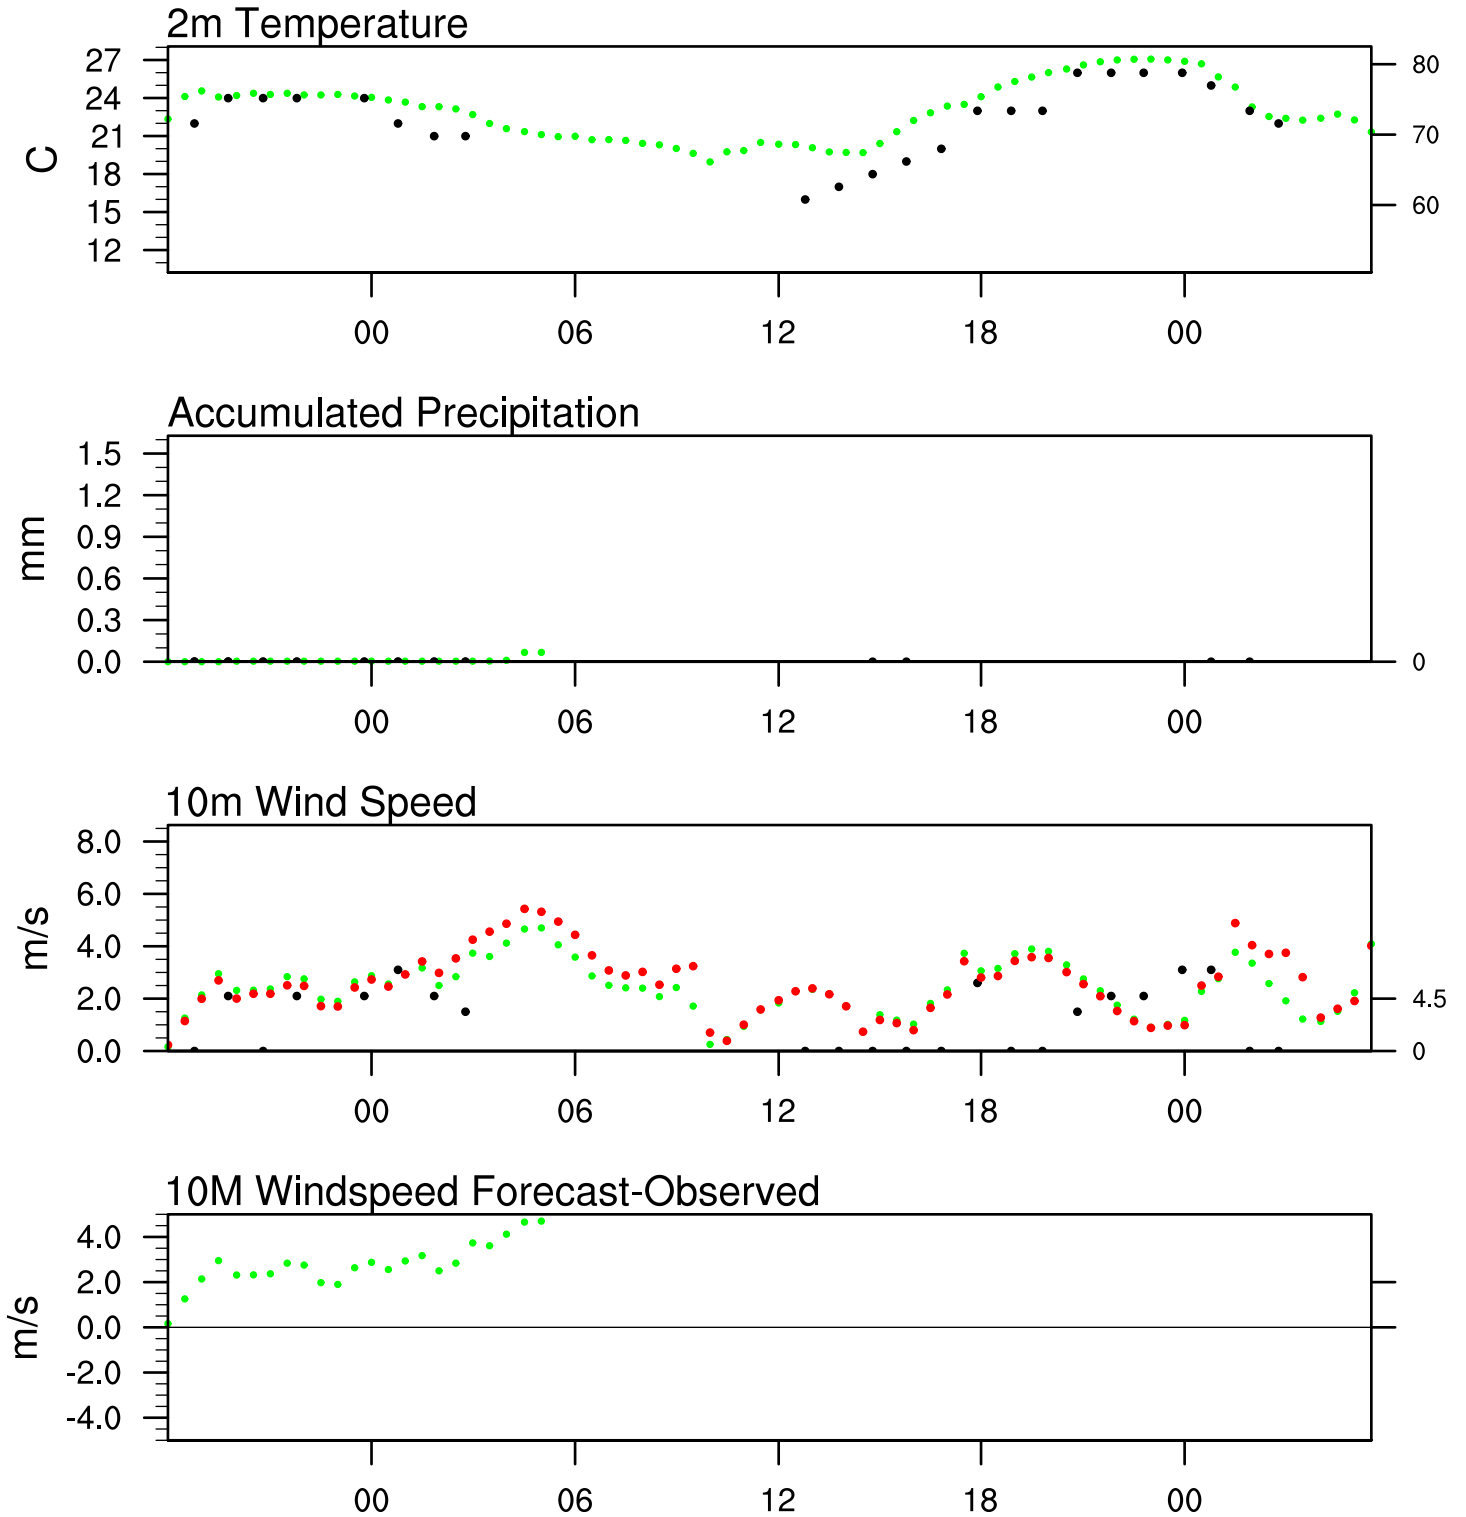 2m Temperature
27
24
21
18
15
12
C
80
70
60
00 06 12 18 00
Accumulated Precipitation
1.5
1.2
0.9
0.6
0.3
0.0
mm
0
00 06 12 18 00
10m Wind Speed
8.0
6.0
4.0
2.0
0.0
m/s
4.5
0
00 06 12 18 00
10M Windspeed Forecast-Observed
4.0
2.0
0.0
-2.0
-4.0
m/s
00 06 12 18 00